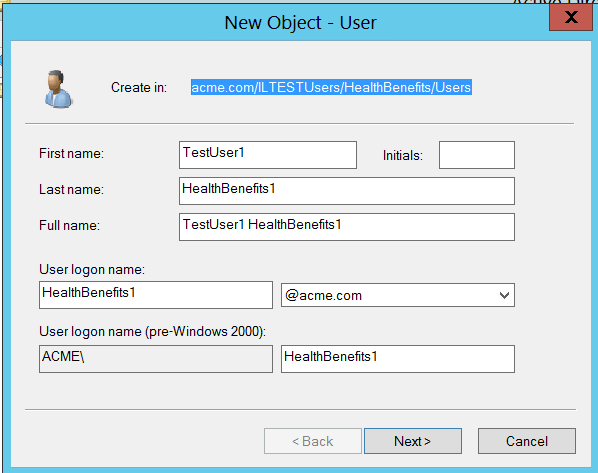 New Object - User
X
Create in: acme.com/ILTESTUsers/HealthBenefits/Users
First name: TestUser1 Initials:
Last name: HealthBenefits1
Full name: TestUser1 HealthBenefits1
User logon name:
HealthBenefits1 @acme.com
User logon name (pre-Windows 2000):
ACME\ HealthBenefits1
< Back Next > Cancel